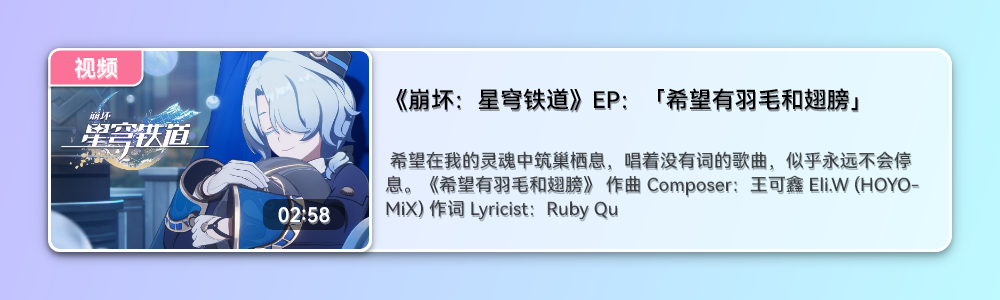 视频
崩坏
星穹铁道
02:58
《崩坏：星穹铁道》EP：「希望有羽毛和翅膀」
希望在我的灵魂中筑巢栖息，唱着没有词的歌曲，似乎永远不会停
息。《希望有羽毛和翅膀》 作曲 Composer：王可鑫 Eli.W (HOYO-
MiX) 作词 Lyricist：Ruby Qu